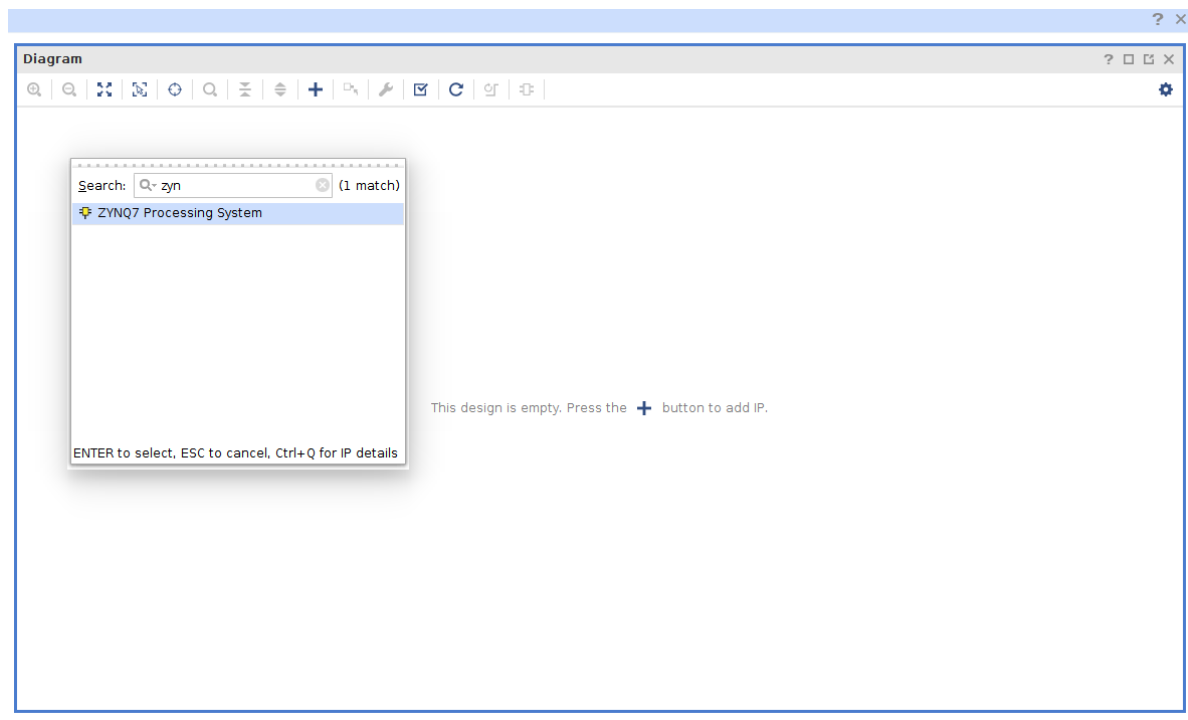 Diagram
Search: zyn (1 match)
ZYNQ7 Processing System
This design is empty. Press the button to add IP.
ENTER to select, ESC to cancel, Ctrl+Q for IP details